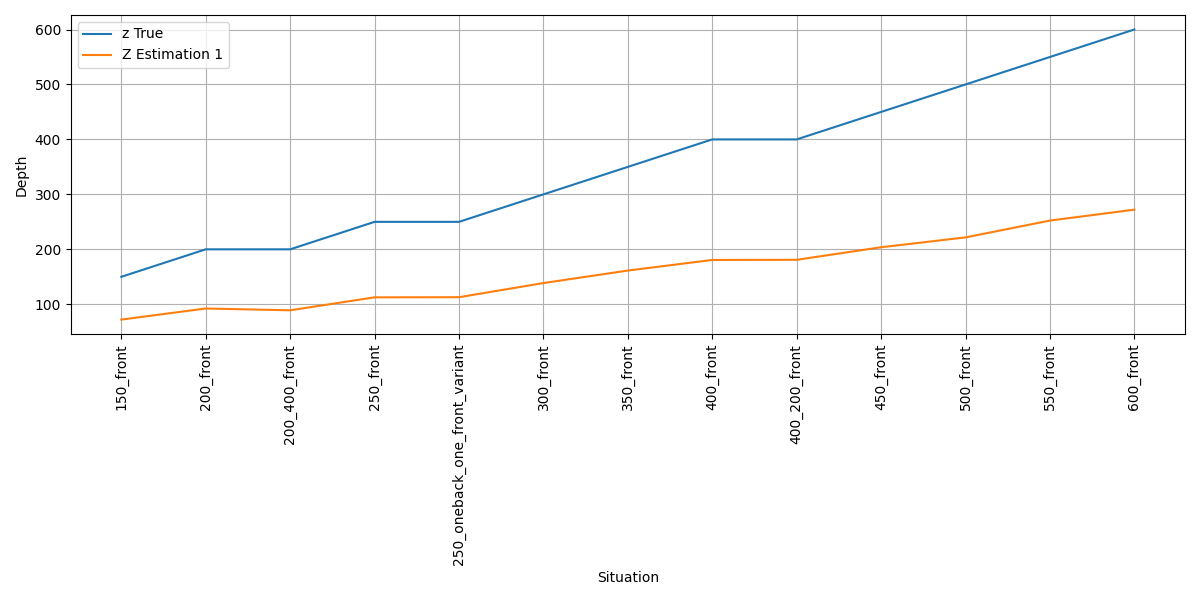 z True
Z Estimation 1
600
500
400
300
200
100
Depth
150_front
200_front
200_400_front
250_front
250_oneback_one_front_variant
300_front
350_front
400_front
400_200_front
450_front
500_front
550_front
600_front
Situation